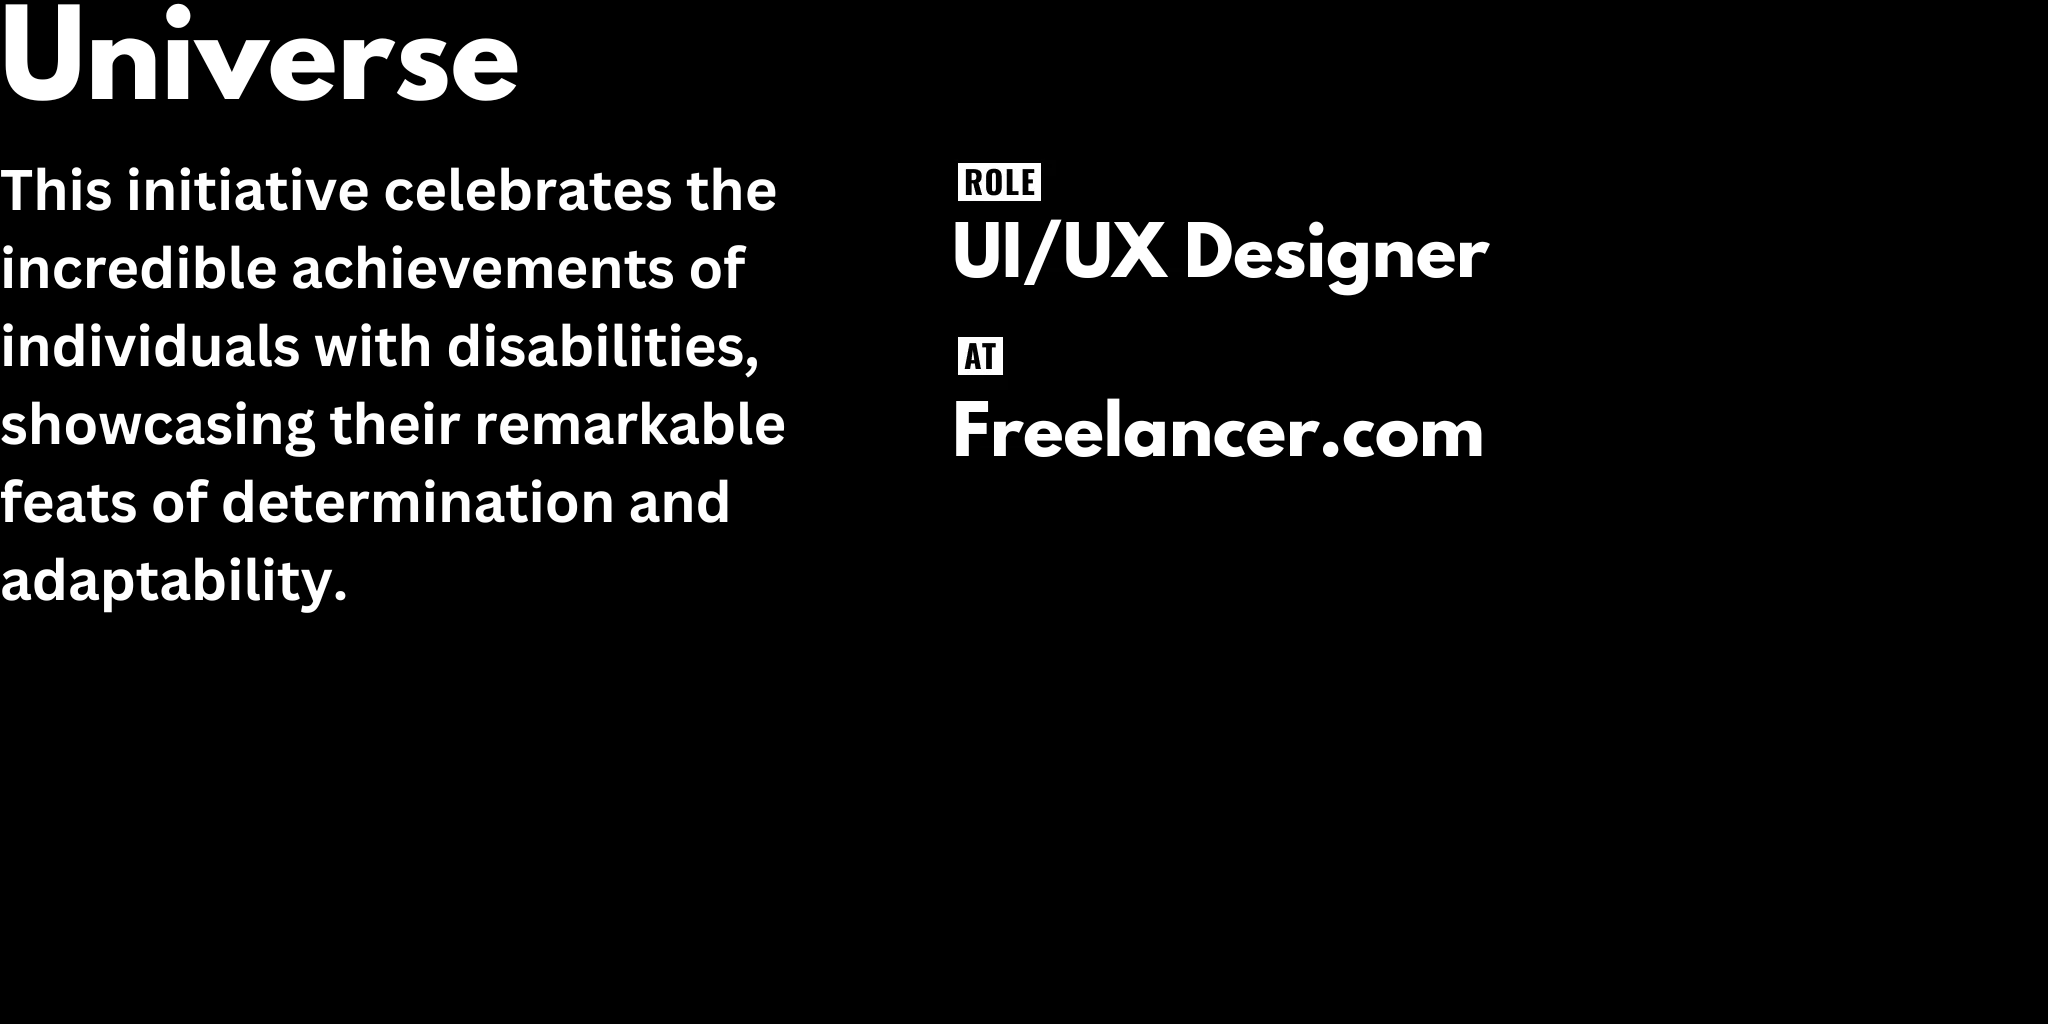 Universe
This initiative celebrates the
incredible achievements of
individuals with disabilities,
showcasing their remarkable
feats of determination and
adaptability.
ROLE
UI/UX Designer
AT
Freelancer.com